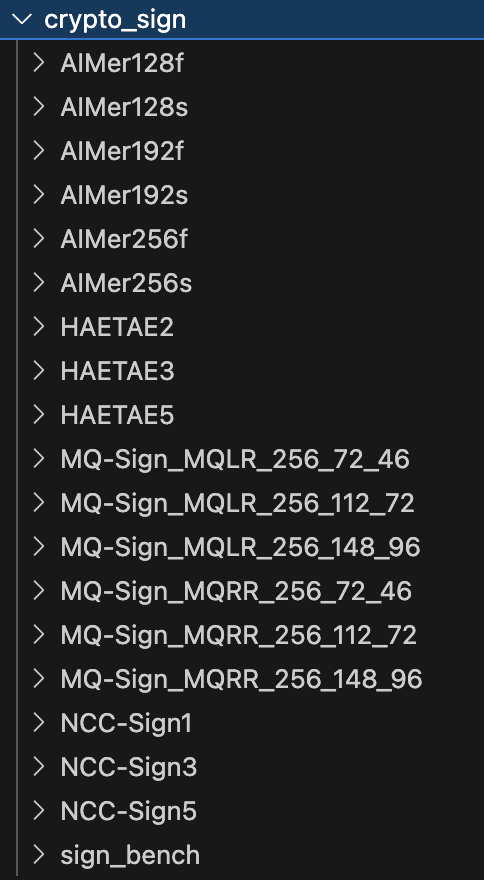 crypto_sign
AIMer128f
AIMer128s
AIMer192f
AIMer192s
AIMer256f
AIMer256s
HAETAE2
HAETAE3
HAETAE5
MQ-Sign_MQLR_256_72_46
MQ-Sign_MQLR_256_112_72
MQ-Sign_MQLR_256_148_96
MQ-Sign_MQRR_256_72_46
MQ-Sign_MQRR_256_112_72
MQ-Sign_MQRR_256_148_96
NCC-Sign1
NCC-Sign3
NCC-Sign5
sign_bench